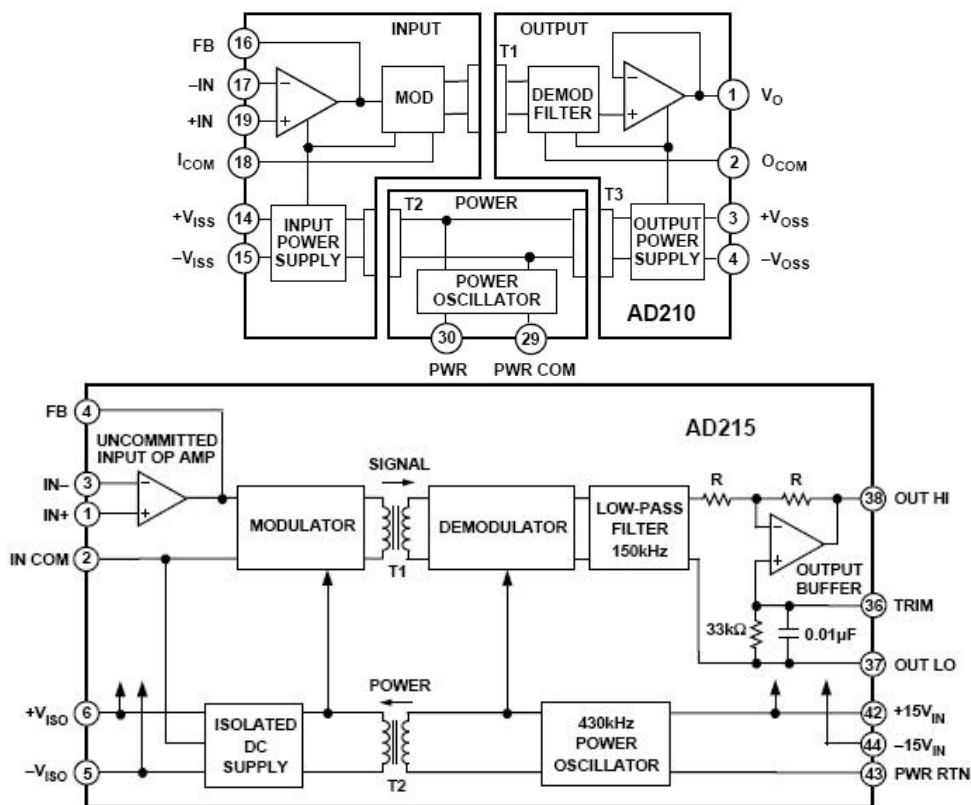 INPUT
OUTPUT
FB
16
T1
–IN
17
MOD
DEMOD
FILTER
1
V_O
+IN
19
I_COM
18
2
O_COM
T2
POWER
T3
+V_ISS
14
INPUT
POWER
SUPPLY
OUTPUT
POWER
SUPPLY
3
+V_OSS
–V_ISS
15
4
–V_OSS
POWER
OSCILLATOR
AD210
30
29
PWR
PWR COM
FB
4
AD215
UNCOMMITTED
INPUT OP AMP
SIGNAL
R
R
IN–
3
38
OUT HI
IN+
1
MODULATOR
DEMODULATOR
LOW-PASS
FILTER
150kHz
IN COM
2
T1
OUTPUT
BUFFER
36
TRIM
33kΩ
0.01µF
37
OUT LO
POWER
+V_ISO
6
ISOLATED
DC
SUPPLY
430kHz
POWER
OSCILLATOR
42
+15V_IN
44
–15V_IN
–V_ISO
5
T2
43
PWR RTN